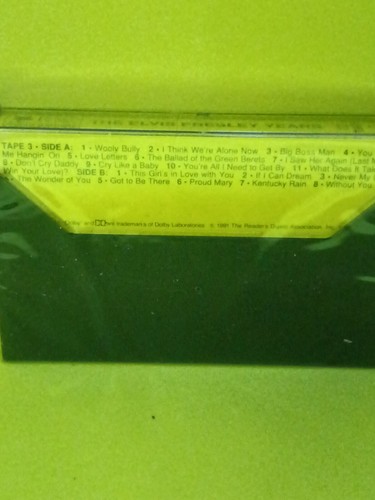 THE ELVIS PRESLEY YEARS
TAPE 3 • SIDE A: 1 • Wooly Bully 2 • I Think We're Alone Now 3 • Big Boss Man 4 • You
Me Hangin' On 5 • Love Letters 6 • The Ballad of the Green Berets 7 • I Saw Her Again (Last N
8 • Don't Cry Daddy 9 • Cry Like a Baby 10 • You're All I Need to Get By 11 • What Does It Tak
Win Your Love)? SIDE B: 1 • This Girl's in Love with You 2 • If I Can Dream 3 • Never My
• The Wonder of You 5 • Got to Be There 6 • Proud Mary 7 • Kentucky Rain 8 • Without You
are trademarks of Dolby Laboratories © 1991 The Reader's Digest Association, Inc.